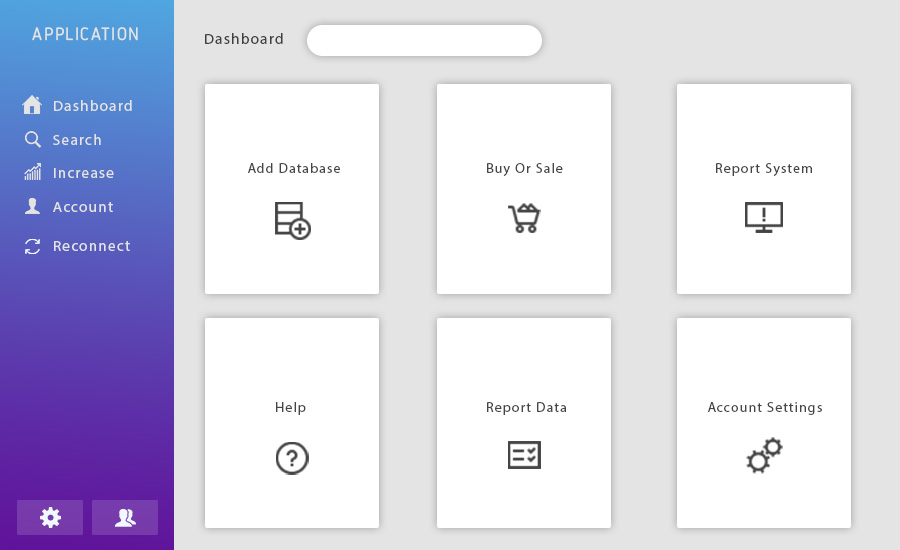 APPLICATION
Dashboard
Search
Increase
Account
Reconnect
Dashboard
Add Database
Buy Or Sale
Report System
Help
Report Data
Account Settings